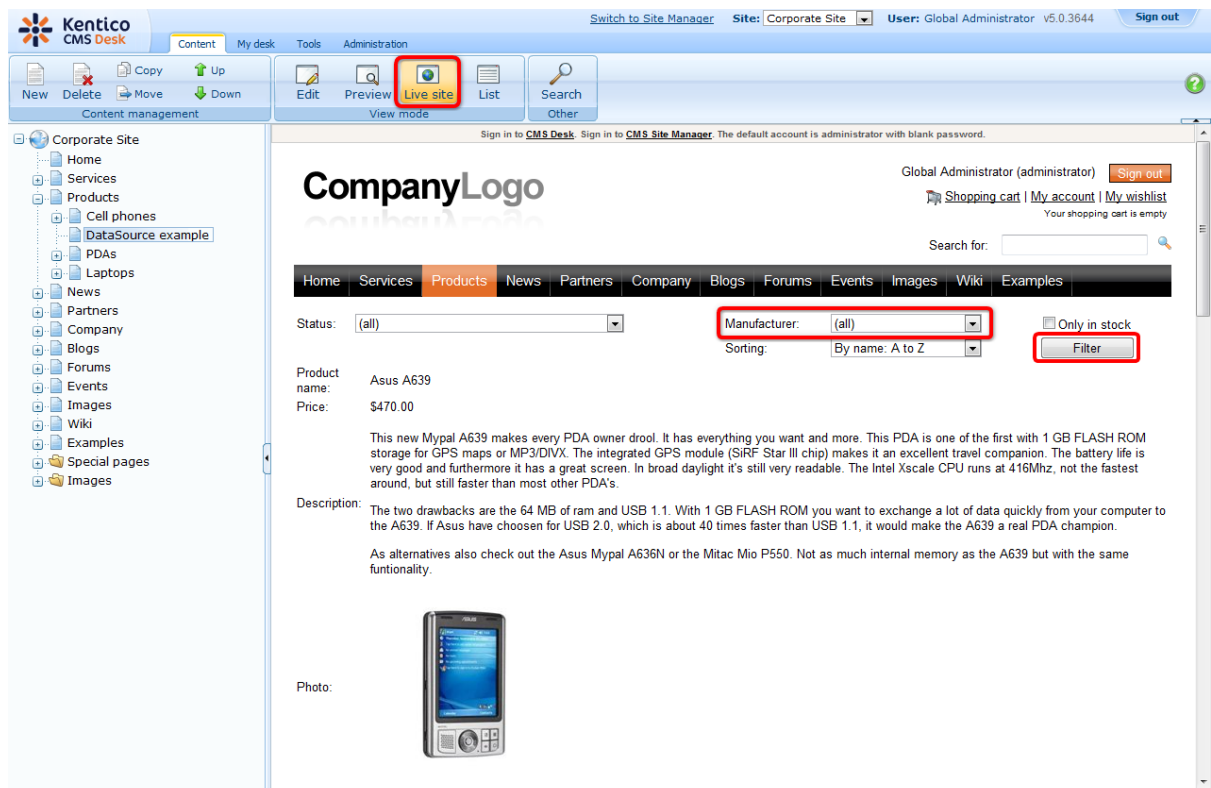 Kentico
CMS Desk
Switch to Site Manager Site: Corporate Site User: Global Administrator v5.0.3644 Sign out
Content My desk Tools Administration
New Delete Copy Move Up Down
Content management
Edit Preview Live site List
View mode
Search
Other
Corporate Site
Home
Services
Products
Cell phones
DataSource example
PDAs
Laptops
News
Partners
Company
Blogs
Forums
Events
Images
Wiki
Examples
Special pages
Images
Sign in to CMS Desk. Sign in to CMS Site Manager. The default account is administrator with blank password.
CompanyLogo
Global Administrator (administrator) Sign out
Shopping cart | My account | My wishlist
Your shopping cart is empty
Search for:
Home Services Products News Partners Company Blogs Forums Events Images Wiki Examples
Status: (all) Manufacturer: (all) Only in stock
Sorting: By name: A to Z Filter
Product name: Asus A639
Price: $470.00
Description:
This new Mypal A639 makes every PDA owner drool. It has everything you want and more. This PDA is one of the first with 1 GB FLASH ROM
storage for GPS maps or MP3/DIVX. The integrated GPS module (SiRF Star III chip) makes it an excellent travel companion. The battery life is
very good and furthermore it has a great screen. In broad daylight it's still very readable. The Intel Xscale CPU runs at 416Mhz, not the fastest
around, but still faster than most other PDA's.
The two drawbacks are the 64 MB of ram and USB 1.1. With 1 GB FLASH ROM you want to exchange a lot of data quickly from your computer to
the A639. If Asus have choosen for USB 2.0, which is about 40 times faster than USB 1.1, it would make the A639 a real PDA champion.
As alternatives also check out the Asus Mypal A636N or the Mitac Mio P550. Not as much internal memory as the A639 but with the same
funtionality.
Photo: